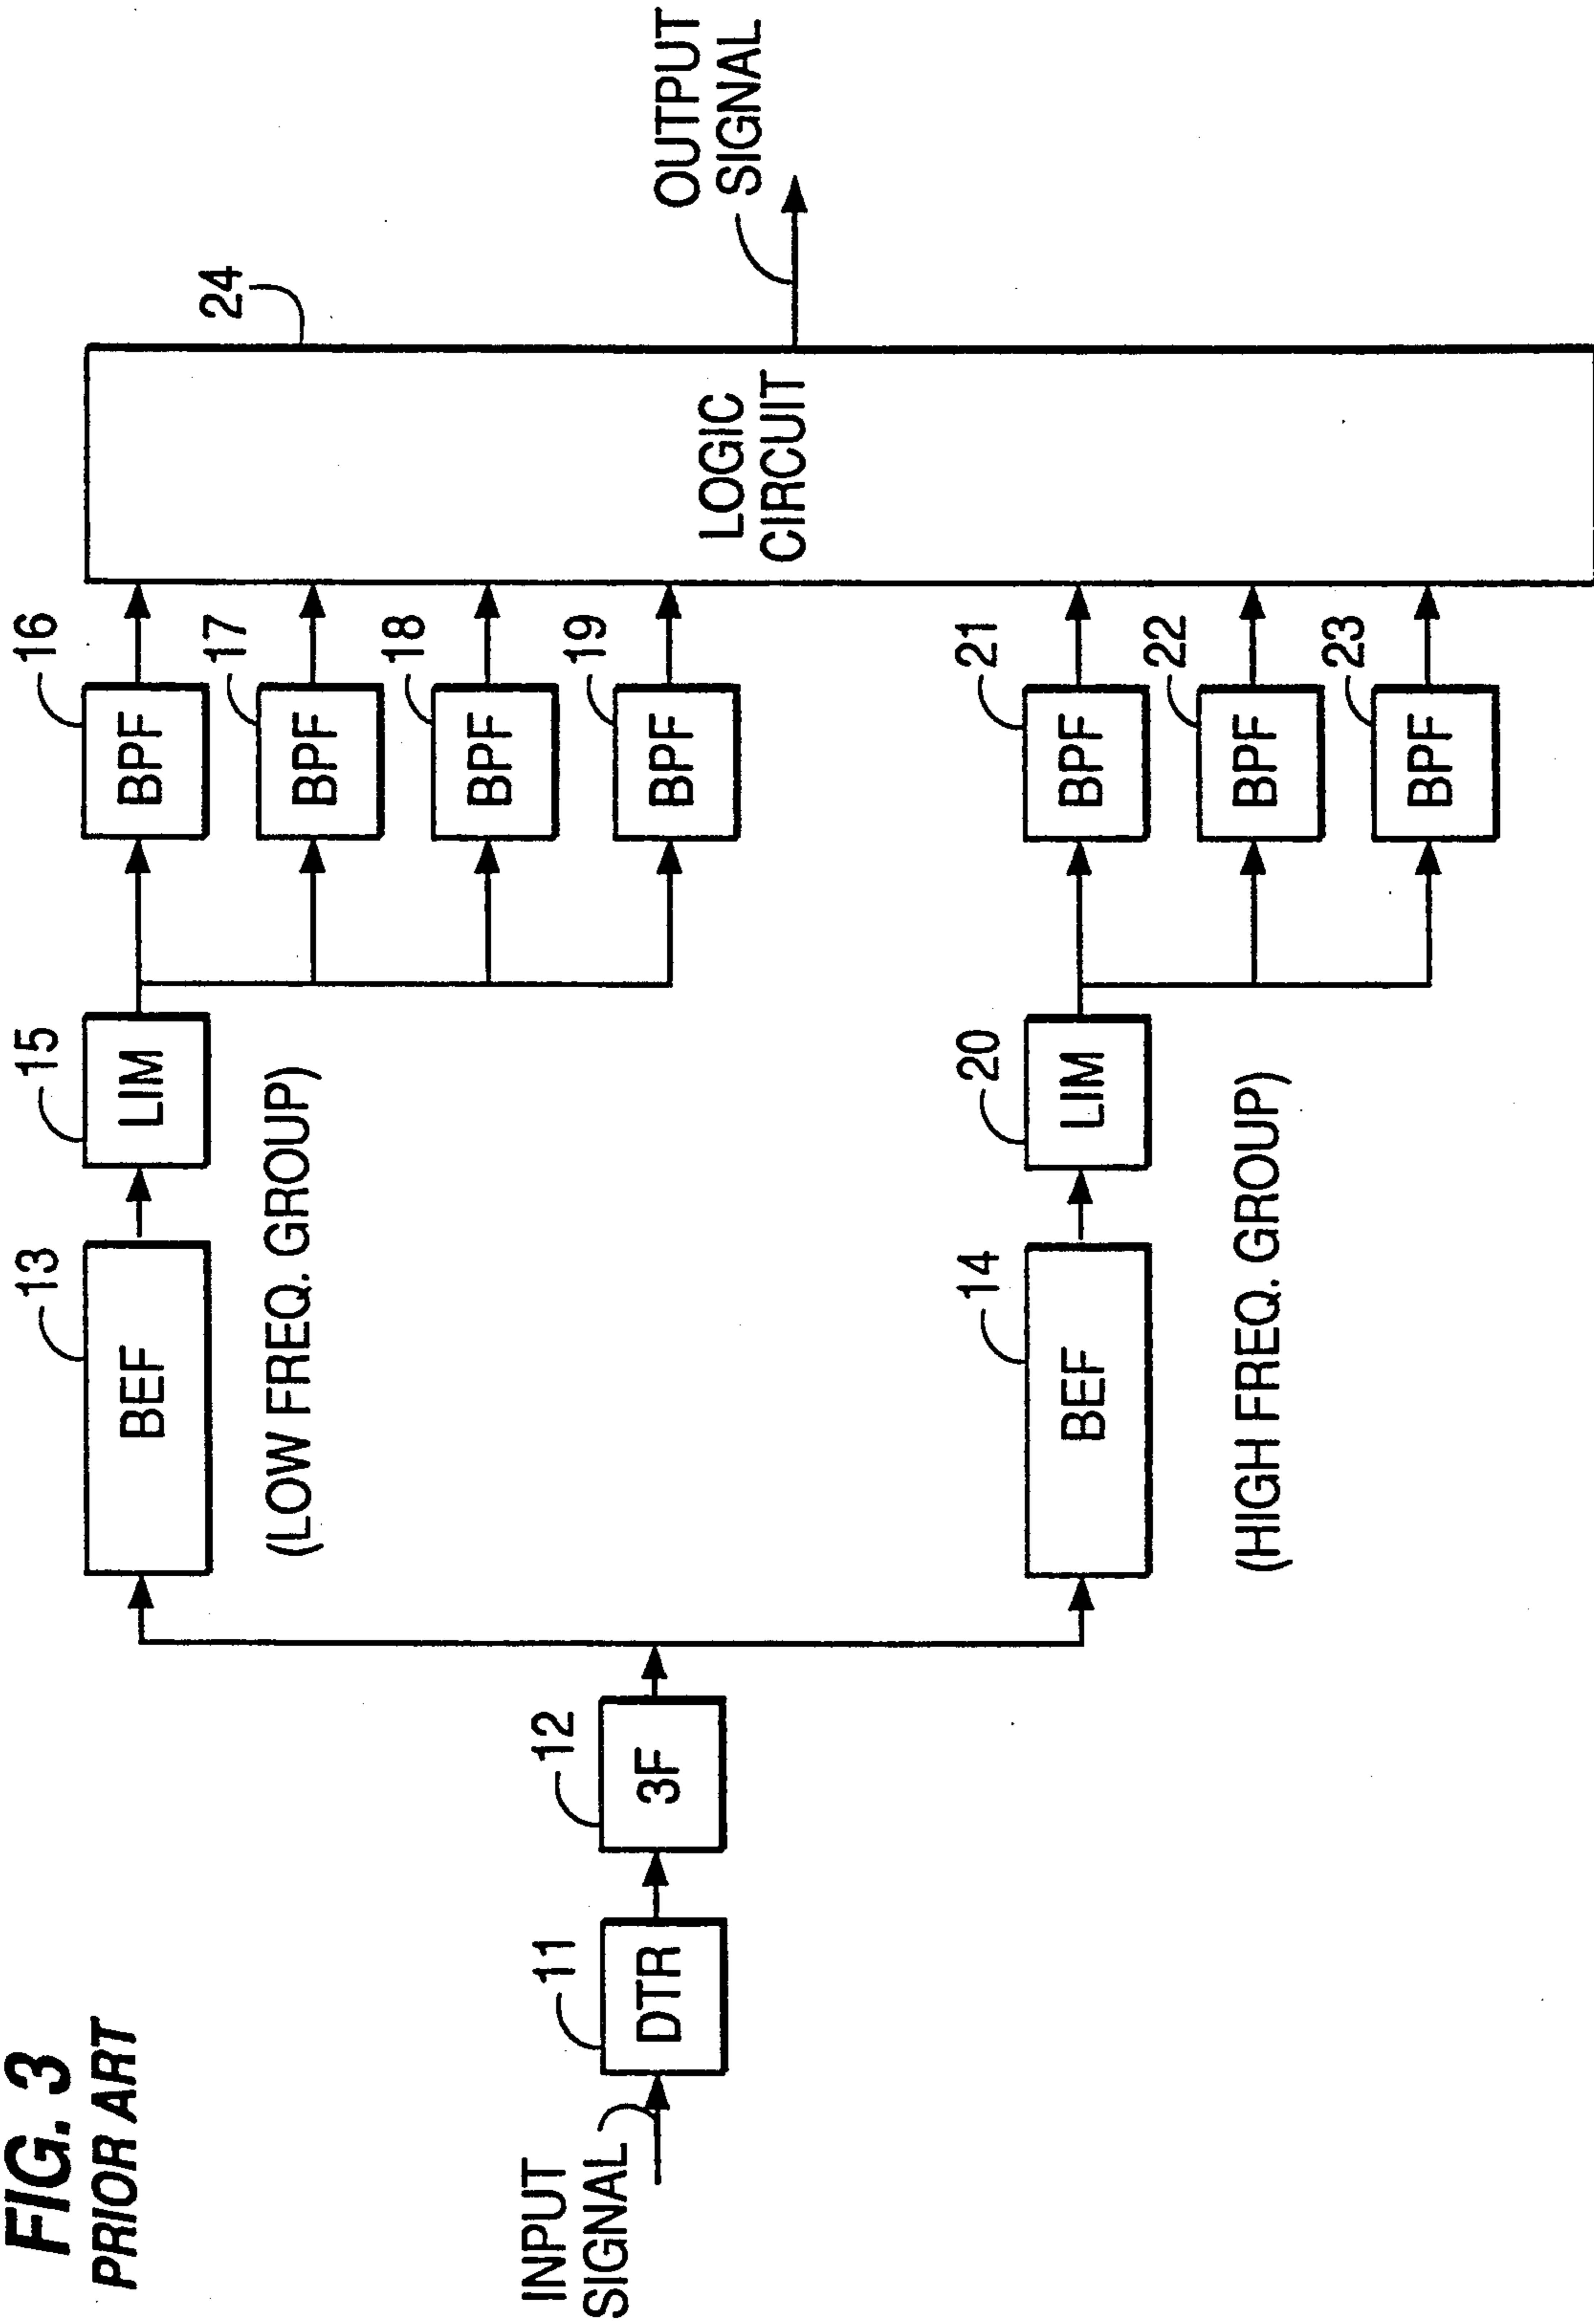 FIG. 3
PRIOR ART
INPUT
SIGNAL
11
DTR
12
3F
13
BEF
(LOW FREQ. GROUP)
15
LIM
16
BPF
17
BPF
18
BPF
19
BPF
14
BEF
(HIGH FREQ. GROUP)
20
LIM
21
BPF
22
BPF
23
BPF
24
LOGIC
CIRCUIT
OUTPUT
SIGNAL